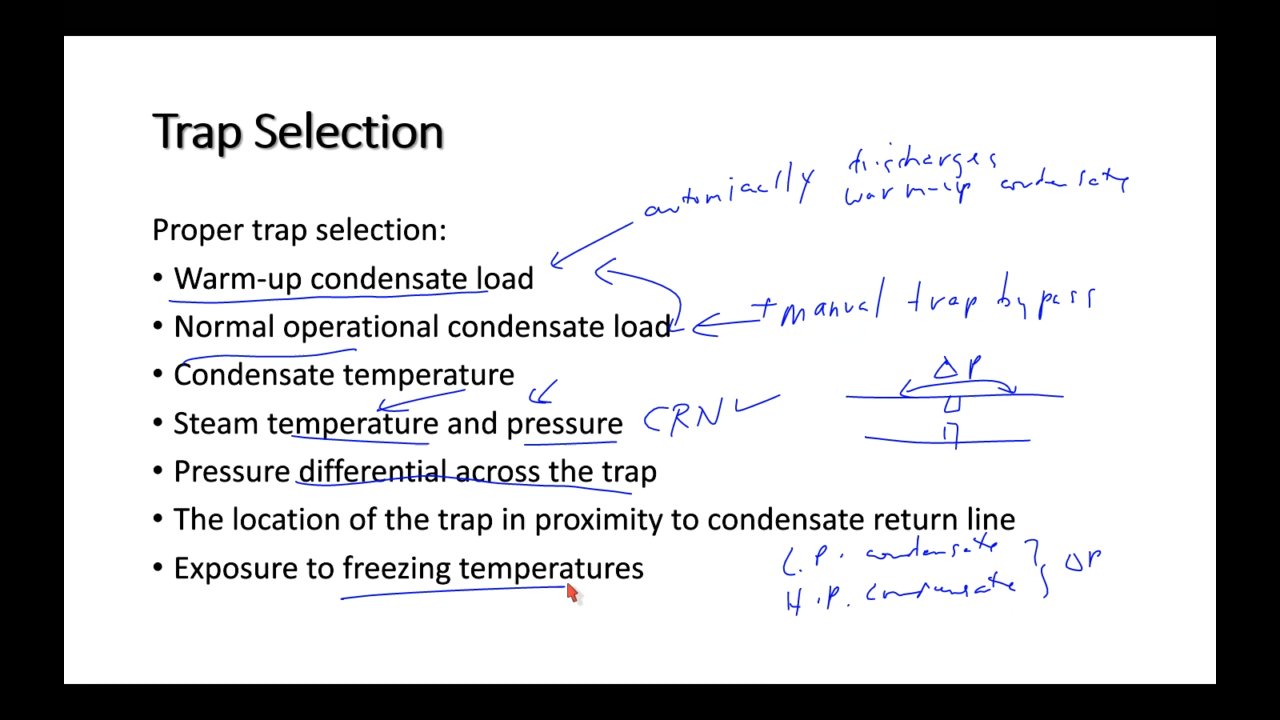 Trap Selection
automically discharges
warm-up condensate
Proper trap selection:
• Warm-up condensate load
+ manual trap bypass
• Normal operational condensate load
ΔP
• Condensate temperature
• Steam temperature and pressure CRN ✓
• Pressure differential across the trap
• The location of the trap in proximity to condensate return line
L.P. condensate
• Exposure to freezing temperatures
H.P. condensate } ΔP